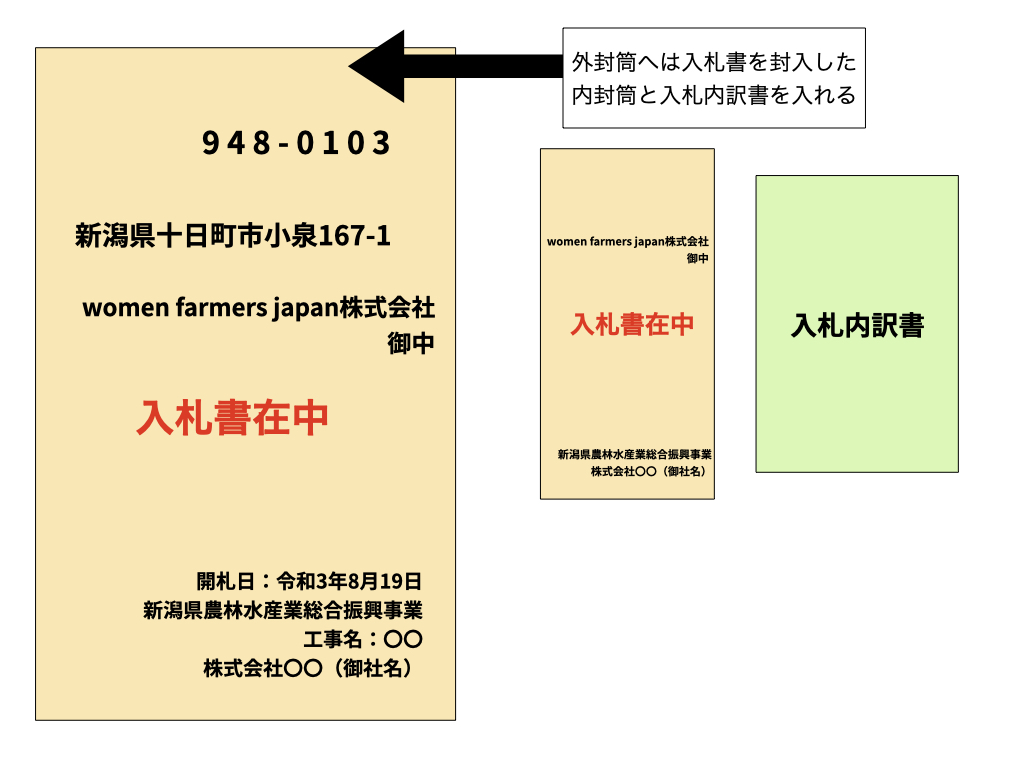 外封筒へは入札書を封入した
内封筒と入札内訳書を入れる
948-0103
新潟県十日町市小泉167-1
women farmers japan株式会社
御中
入札書在中
開札日：令和3年8月19日
新潟県農林水産業総合振興事業
工事名：〇〇
株式会社〇〇（御社名）
women farmers japan株式会社
御中
入札書在中
新潟県農林水産業総合振興事業
株式会社〇〇（御社名）
入札内訳書